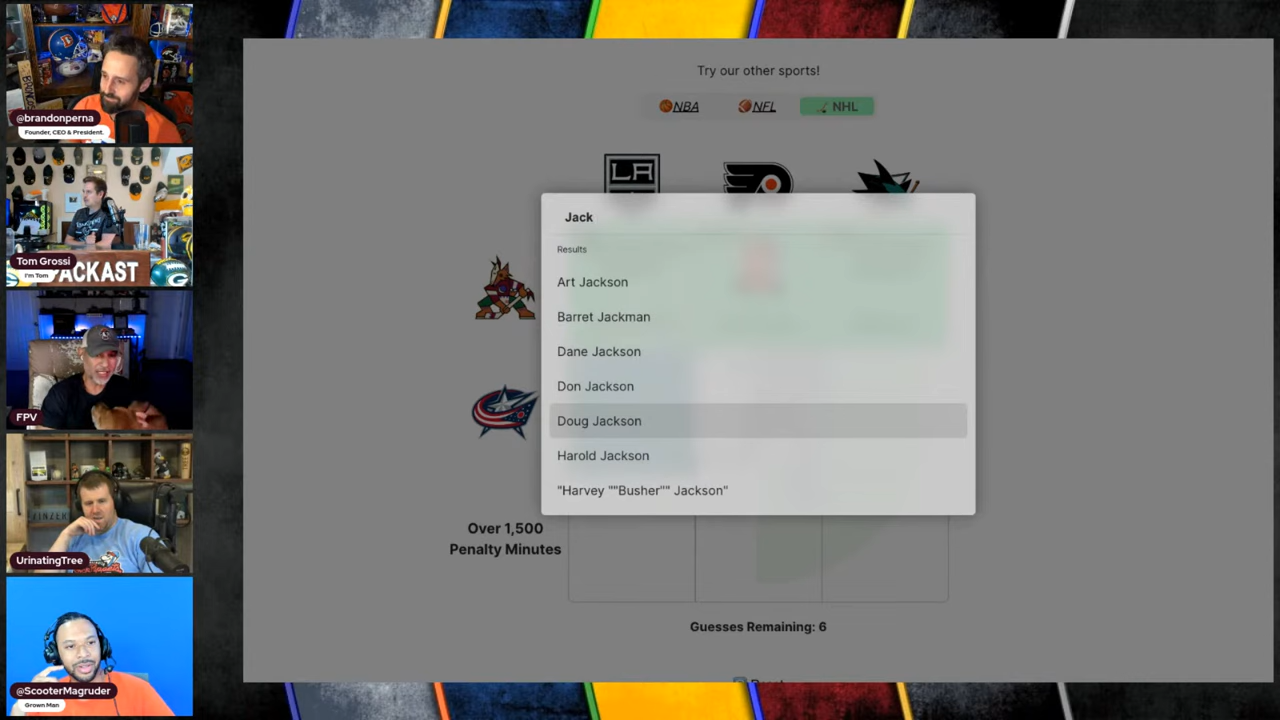 @brandonperna
Founder, CEO & President.
Tom Grossi
I'm Tom
PACKAST
FPV
UrinatingTree
@ScooterMagruder
Grown Man
Try our other sports!
NBA
NFL
NHL
LA
Jack
Results
Art Jackson
Barret Jackman
Dane Jackson
Don Jackson
Doug Jackson
Harold Jackson
"Harvey ""Busher"" Jackson"
Over 1,500
Penalty Minutes
Guesses Remaining: 6